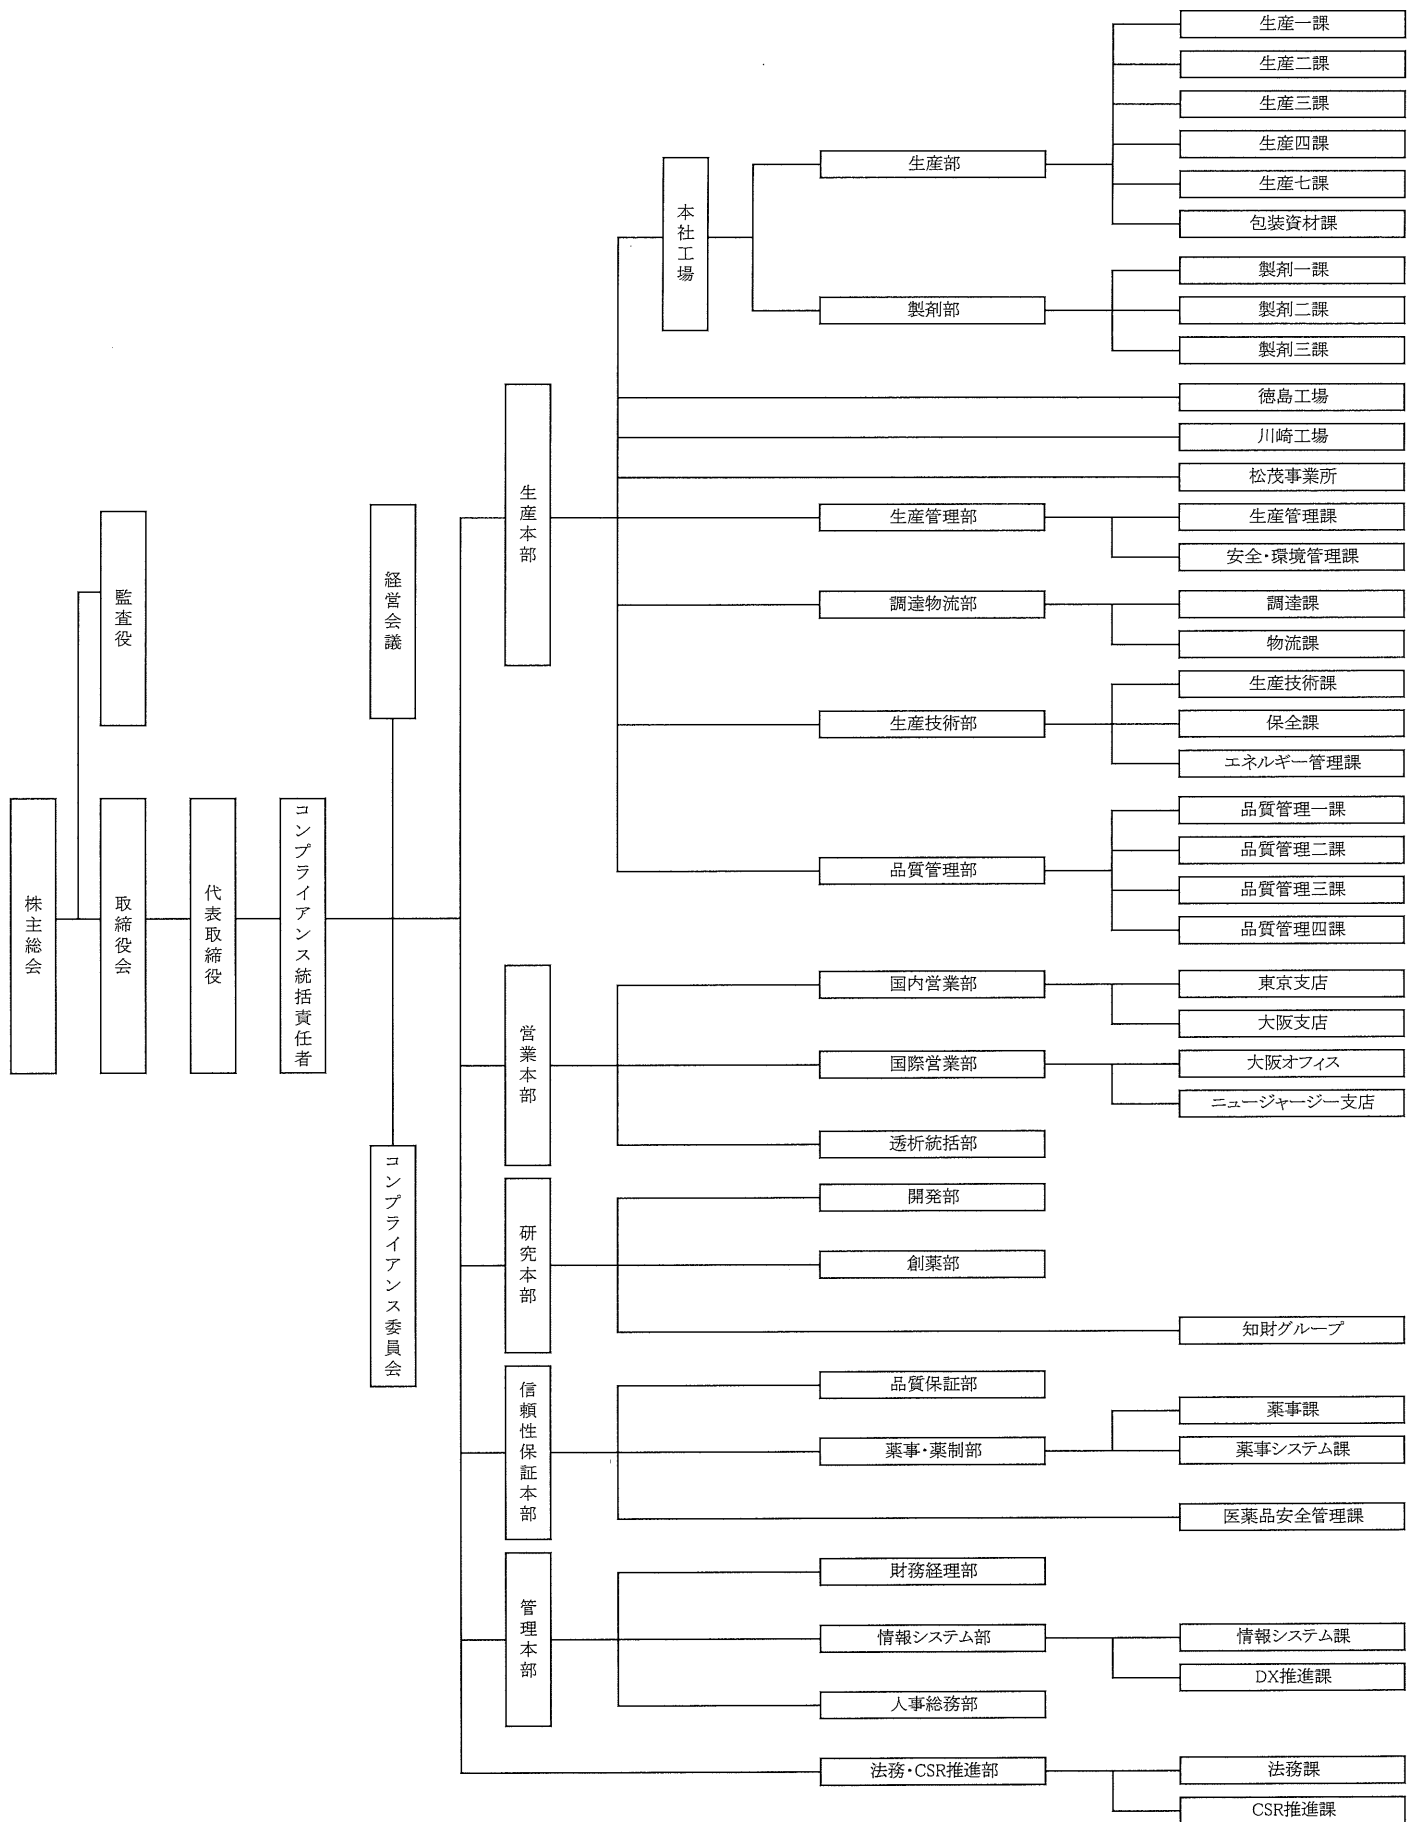 株主総会
監査役
取締役会
代表取締役
コンプライアンス統括責任者
経営会議
コンプライアンス委員会
生産本部
本社工場
生産部
生産一課
生産二課
生産三課
生産四課
生産七課
包装資材課
製剤部
製剤一課
製剤二課
製剤三課
徳島工場
川崎工場
松茂事業所
生産管理部
生産管理課
安全・環境管理課
調達物流部
調達課
物流課
生産技術部
生産技術課
保全課
エネルギー管理課
品質管理部
品質管理一課
品質管理二課
品質管理三課
品質管理四課
営業本部
国内営業部
東京支店
大阪支店
国際営業部
大阪オフィス
ニュージャージー支店
透析統括部
研究本部
開発部
創薬部
知財グループ
信頼性保証本部
品質保証部
薬事・薬制部
薬事課
薬事システム課
医薬品安全管理課
管理本部
財務経理部
情報システム部
情報システム課
DX推進課
人事総務部
法務・CSR推進部
法務課
CSR推進課